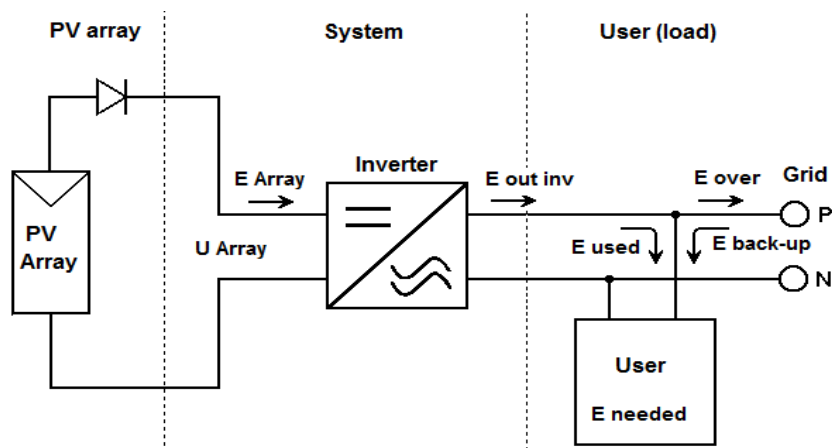 PV array
System
User (load)
Inverter
E Array
E out inv
E over
Grid
P
PV
Array
U Array
E used
E back-up
N
User
E needed